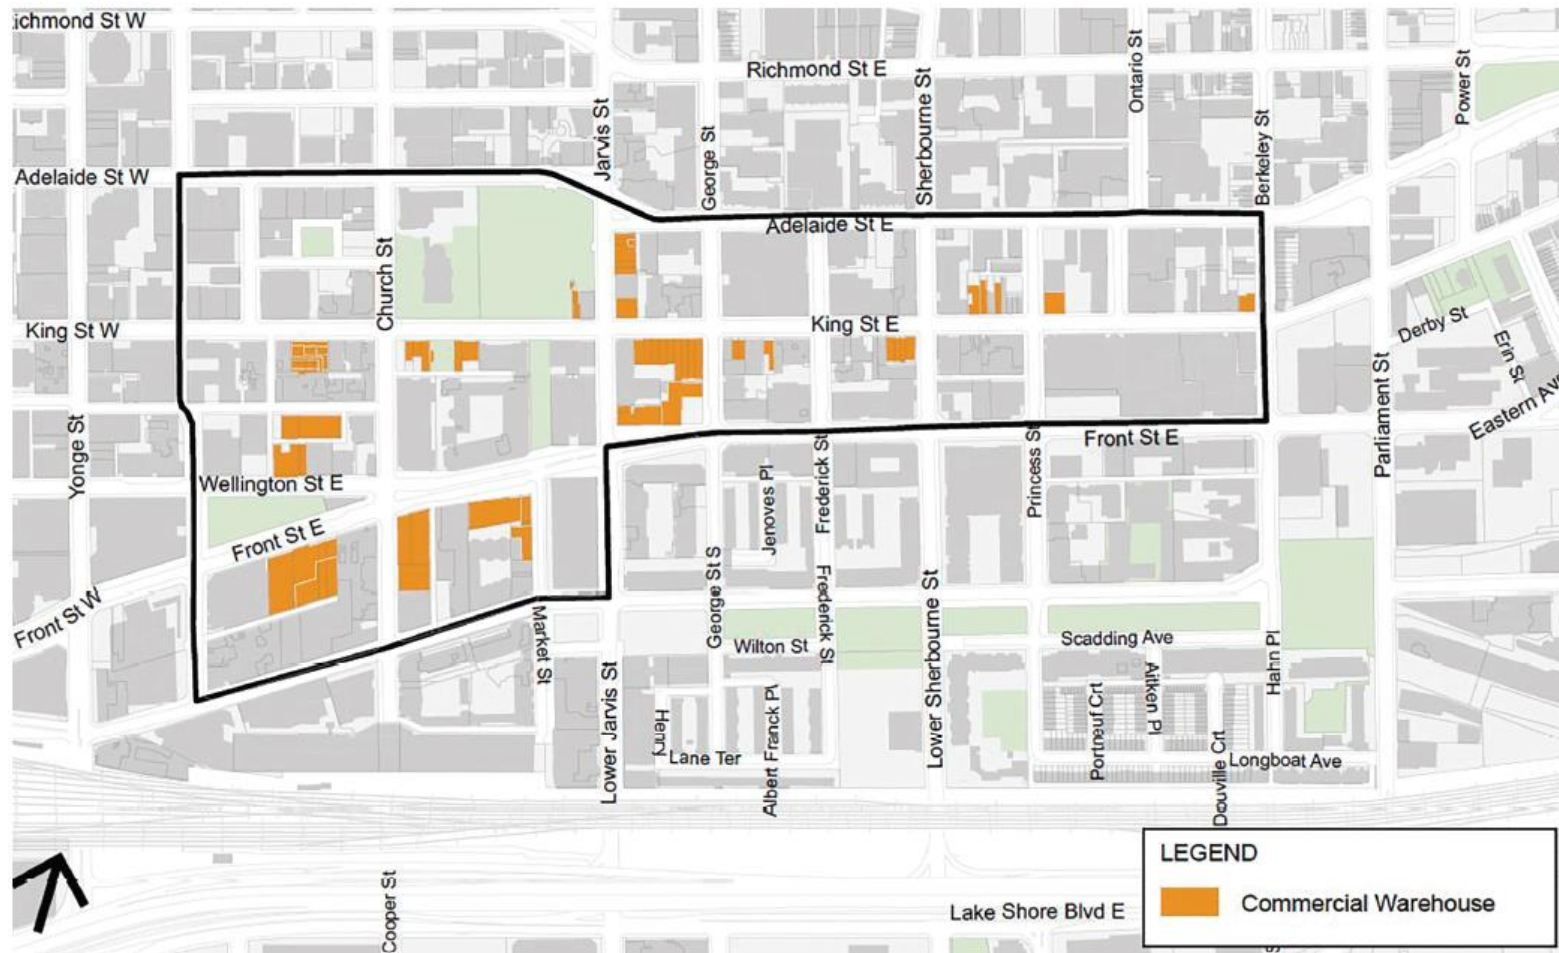 ichmond St W
Richmond St E
Ontario St
Power St
Jarvis St
George St
Sherbourne St
Berkeley St
Adelaide St W
Adelaide St E
Church St
King St W
King St E
Derby St
Erin St
Parliament St
Eastern Av
Yonge St
Wellington St E
Front St E
Front St E
Princess St
Jenoves Pl
Frederick St
Front St W
George St S
Frederick St
Lower Sherbourne St
Market St
Wilton St
Scadding Ave
Hahn Pl
Aitken Pl
Lower Jarvis St
Henry
Lane Ter
Albert Franck Pl
Portneuf Crt
Douville Crt
Longboat Ave
Cooper St
Lake Shore Blvd E
LEGEND
Commercial Warehouse